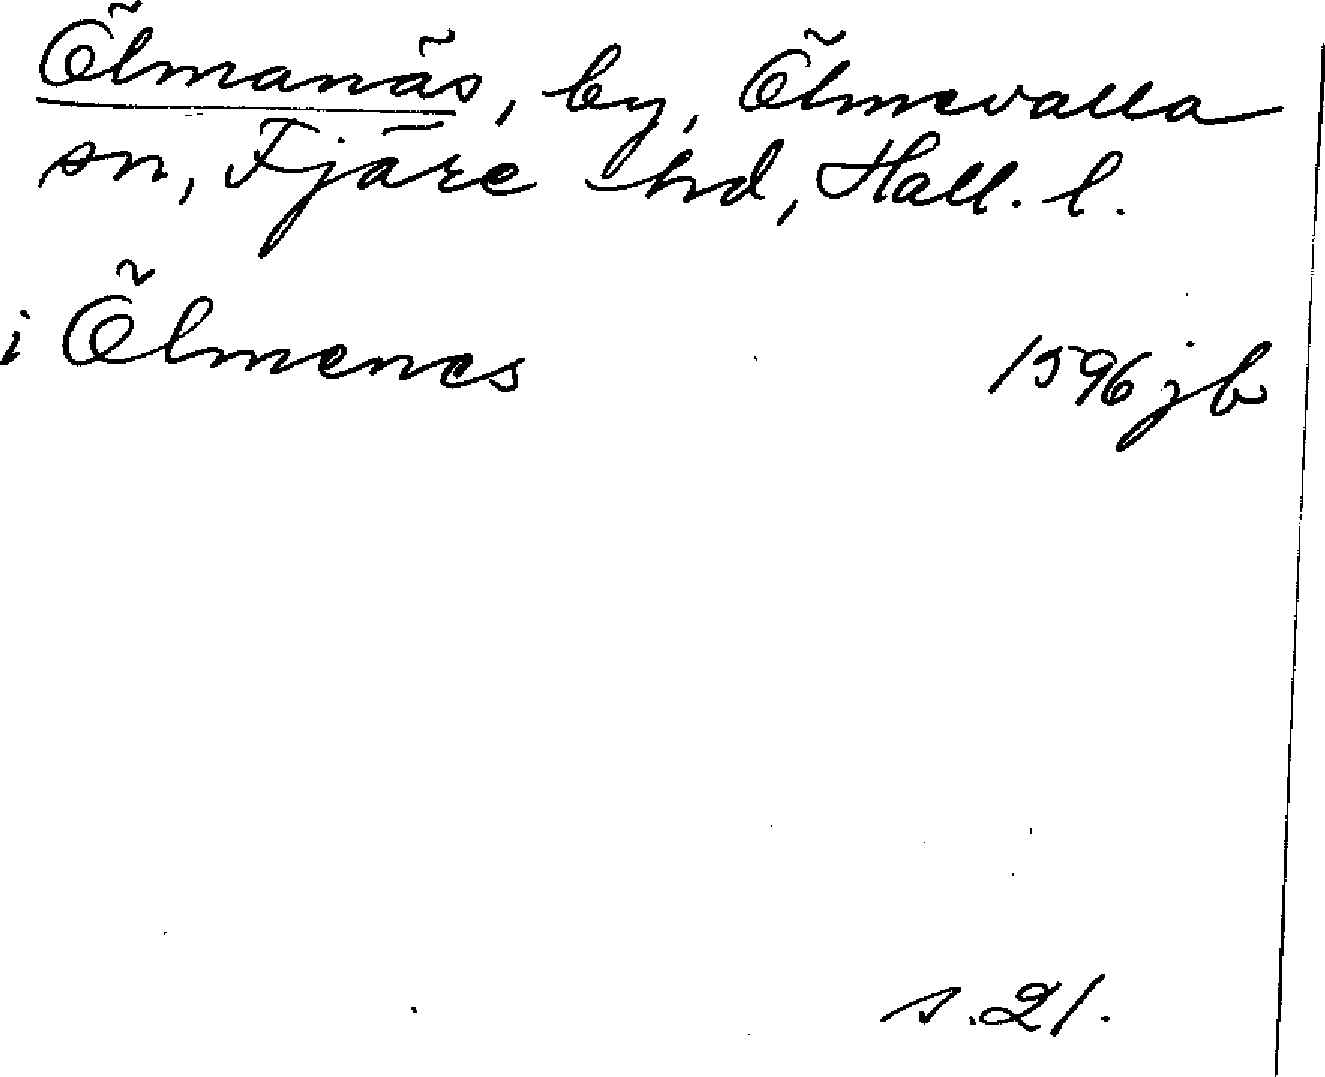 Ölmanäs, by, Ölmevalla
sn, Fjäre hd, Hall. l.
i Ölmenes 1596 jb
s. 21.